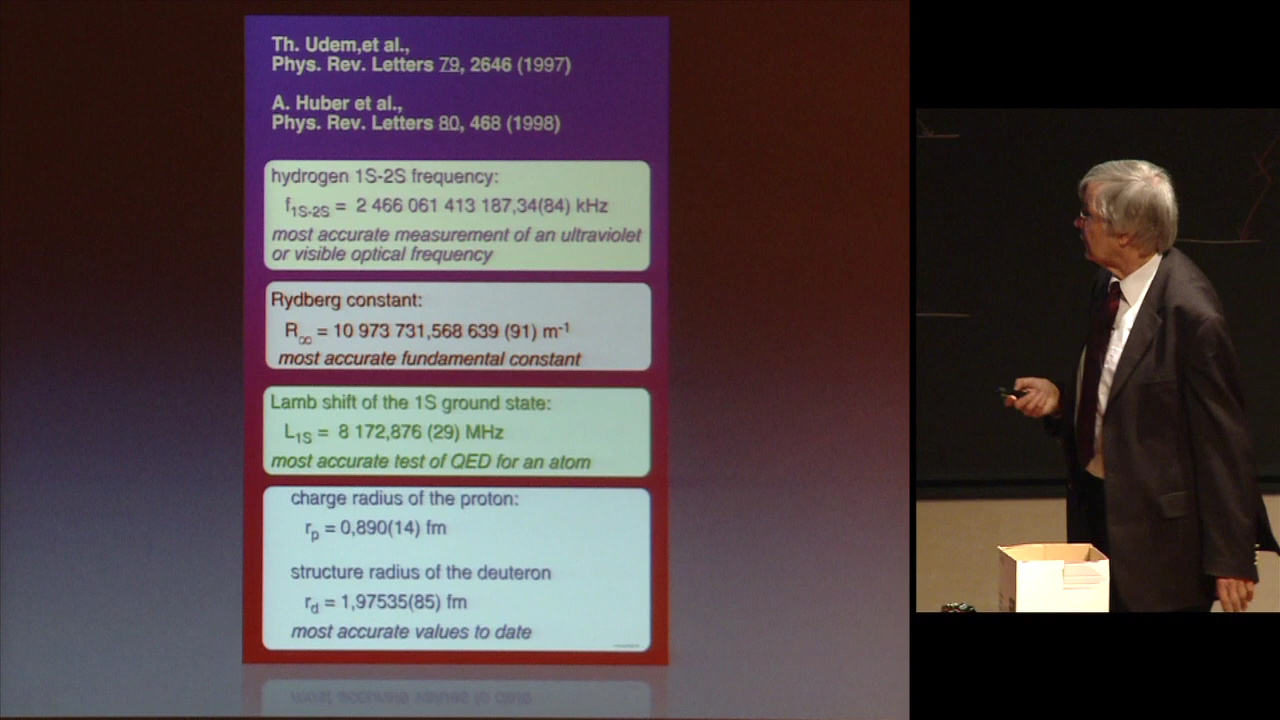 Th. Udem,et al.,
Phys. Rev. Letters 79, 2646 (1997)
A. Huber et al.,
Phys. Rev. Letters 80, 468 (1998)
hydrogen 1S-2S frequency:
f1S-2S = 2 466 061 413 187,34(84) kHz
most accurate measurement of an ultraviolet
or visible optical frequency
Rydberg constant:
R∞ = 10 973 731,568 639 (91) m-1
most accurate fundamental constant
Lamb shift of the 1S ground state:
L1S = 8 172,876 (29) MHz
most accurate test of QED for an atom
charge radius of the proton:
rp = 0,890(14) fm
structure radius of the deuteron
rd = 1,97535(85) fm
most accurate values to date